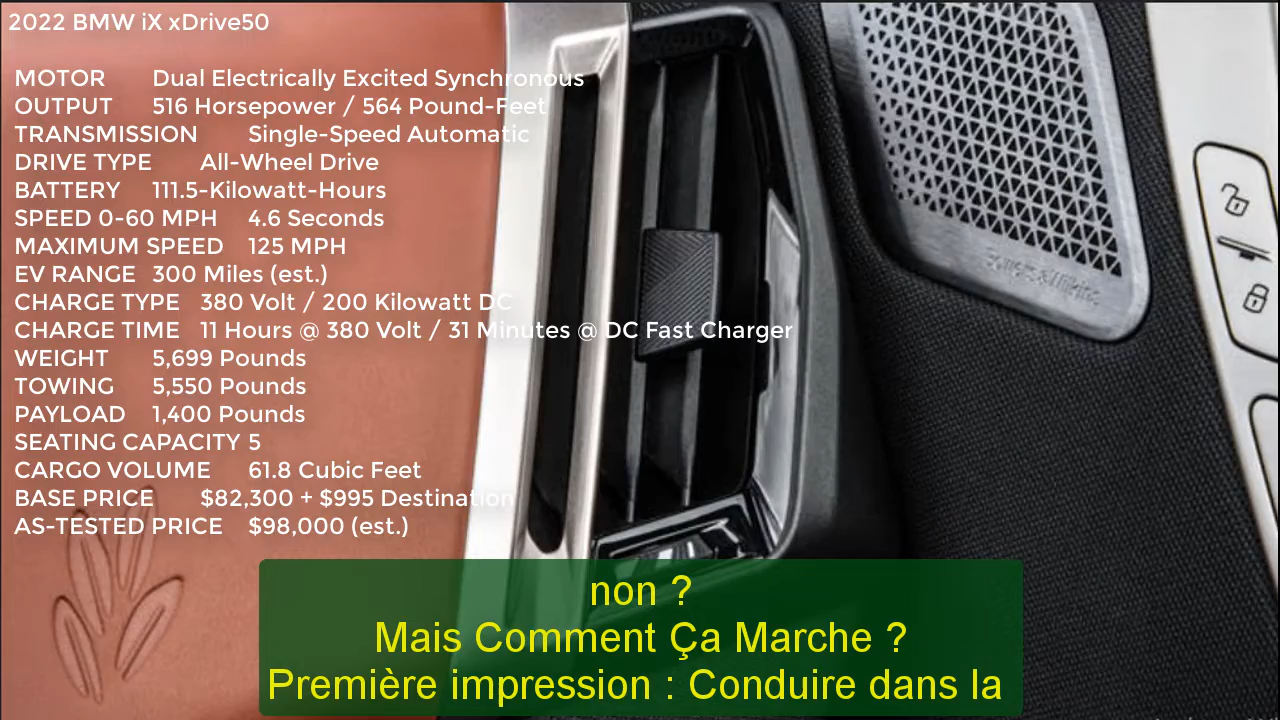 2022 BMW iX xDrive50
MOTOR Dual Electrically Excited Synchronous
OUTPUT 516 Horsepower / 564 Pound-Feet
TRANSMISSION Single-Speed Automatic
DRIVE TYPE All-Wheel Drive
BATTERY 111.5-Kilowatt-Hours
SPEED 0-60 MPH 4.6 Seconds
MAXIMUM SPEED 125 MPH
EV RANGE 300 Miles (est.)
CHARGE TYPE 380 Volt / 200 Kilowatt DC
CHARGE TIME 11 Hours @ 380 Volt / 31 Minutes @ DC Fast Charger
WEIGHT 5,699 Pounds
TOWING 5,550 Pounds
PAYLOAD 1,400 Pounds
SEATING CAPACITY 5
CARGO VOLUME 61.8 Cubic Feet
BASE PRICE $82,300 + $995 Destination
AS-TESTED PRICE $98,000 (est.)
Bowers & Wilkins
non ?
Mais Comment Ça Marche ?
Première impression : Conduire dans la